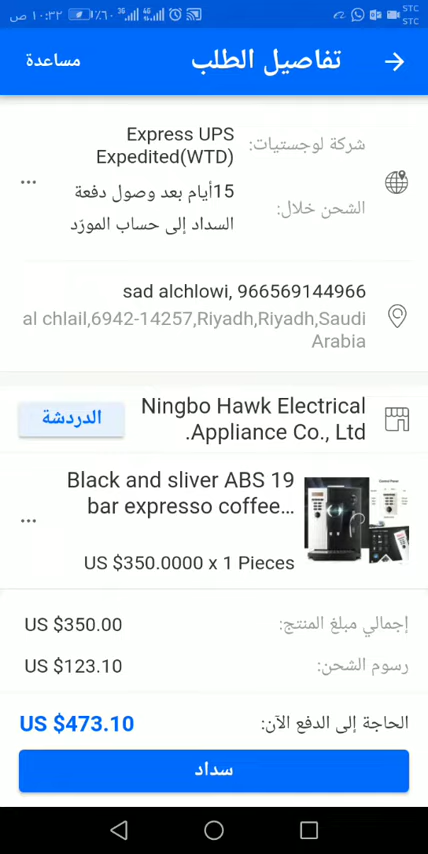 ص ١٠:٣٢ ٪٦٠ 3G 4G STC STC
تفاصيل الطلب مساعدة
شركة لوجستيات: Express UPS
Expedited(WTD)
الشحن خلال: 15أيام بعد وصول دفعة
السداد إلى حساب المورّد
sad alchlowi, 966569144966
al chlail,6942-14257,Riyadh,Riyadh,Saudi
Arabia
Ningbo Hawk Electrical الدردشة
.Appliance Co., Ltd
Black and sliver ABS 19
bar expresso coffee...
US $350.0000 x 1 Pieces
إجمالي مبلغ المنتج: US $350.00
رسوم الشحن: US $123.10
الحاجة إلى الدفع الآن: US $473.10
سداد